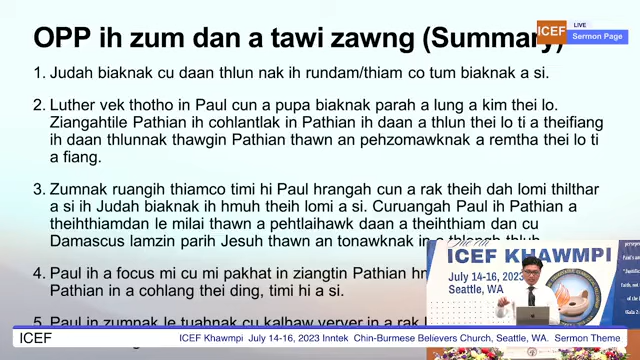 OPP ih zum dan a tawi zawng (Summary)
ICEF
LIVE
Sermon Page
1. Judah biaknak cu daan thlun nak ih rundam/thiam co tum biaknak a si.
2. Luther vek thotho in Paul cun a pupa biaknak parah a lung a kim thei lo.
Ziangahtile Pathian ih cohlantlak in Pathian ih daan a thlun thei lo ti a theifiang
ih daan thlunnak thawgin Pathian thawn an pehzomawknak a remtha thei lo ti
a fiang.
3. Zumnak ruangih thiamco timi hi Paul hrangah cun a rak theih dah lomi thilthar
a si ih Judah biaknak ih hmuh theih lomi a si. Curuangah Paul ih Pathian a
theihthiamdan le milai thawn a pehtlaihawk daan a theihthiam dan cu
Damascus lamzin parih Jesuh thawn an tonawknak in a
4. Paul ih a focus mi cu mi pakhat in ziangtin Pathian
Pathian in a cohlang thei ding, timi hi a si.
5. Paul in zumnak le tuahnak cu kalhaw verver in a rak
ICEF KHAWMPI
July 14-16, 2023
Seattle, WA
ICEF
ICEF Khawmpi July 14-16, 2023 Inntek Chin-Burmese Believers Church, Seattle, WA. Sermon Theme